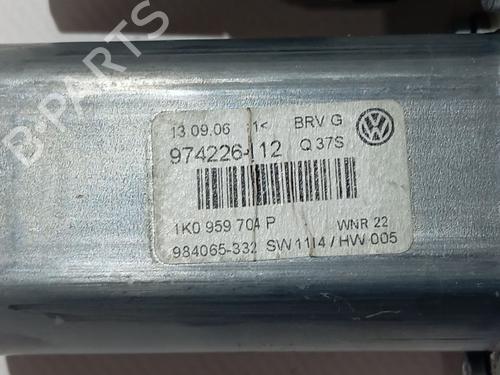 B-PARTS
13.09.06 1< BRV G
974226-112 Q 37S
1K0 959 704 P WNR 22
984065-332 SW 1114 / HW 005